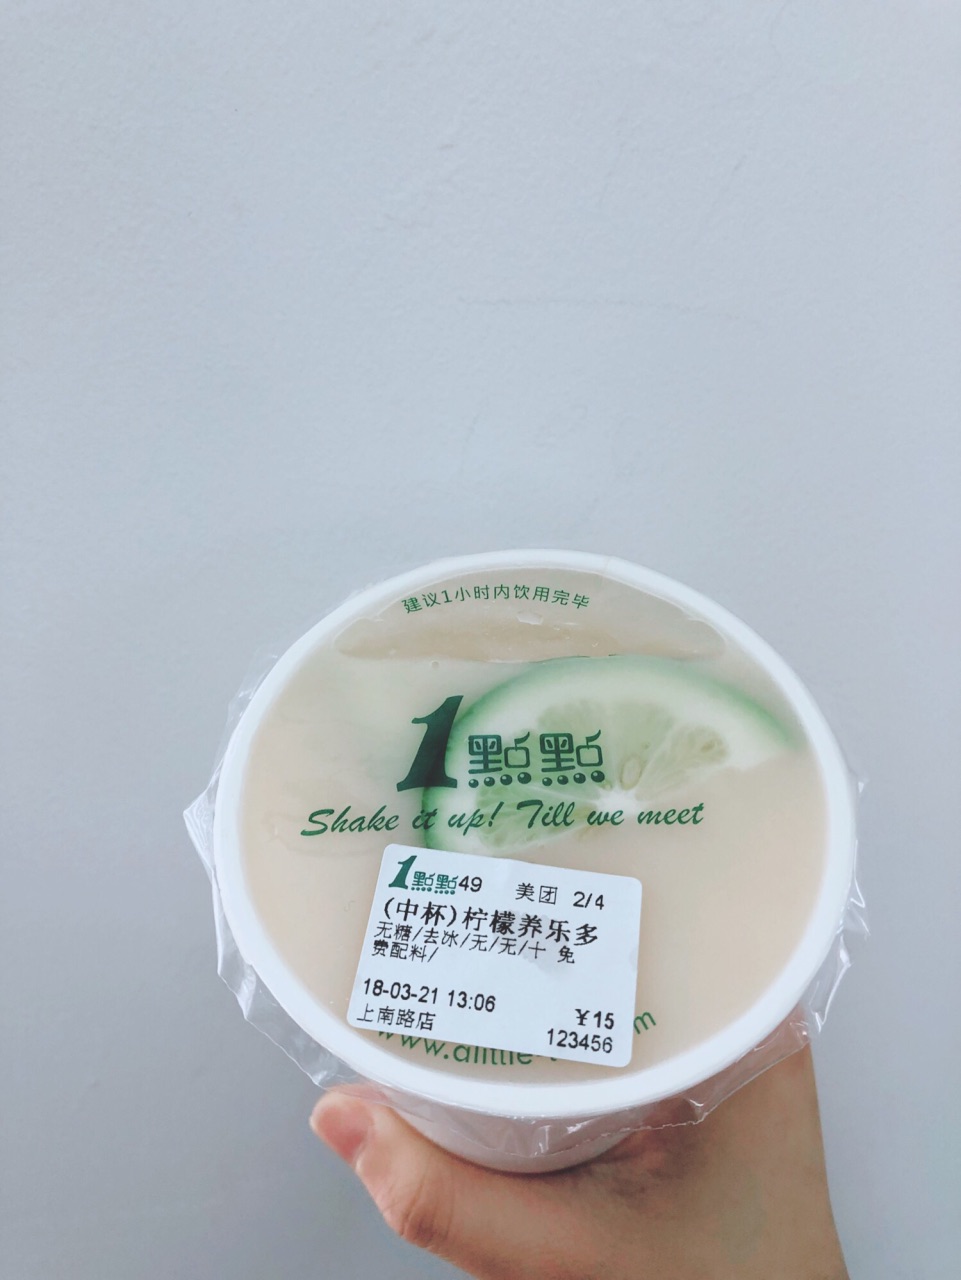 建议1小时内饮用完毕
1點點
Shake it up! Till we meet
1點點49 美团 2/4
(中杯)柠檬养乐多
无糖/去冰/无/无/十 免
费配料/
18-03-21 13:06
上南路店 ¥15
123456
www.alittle